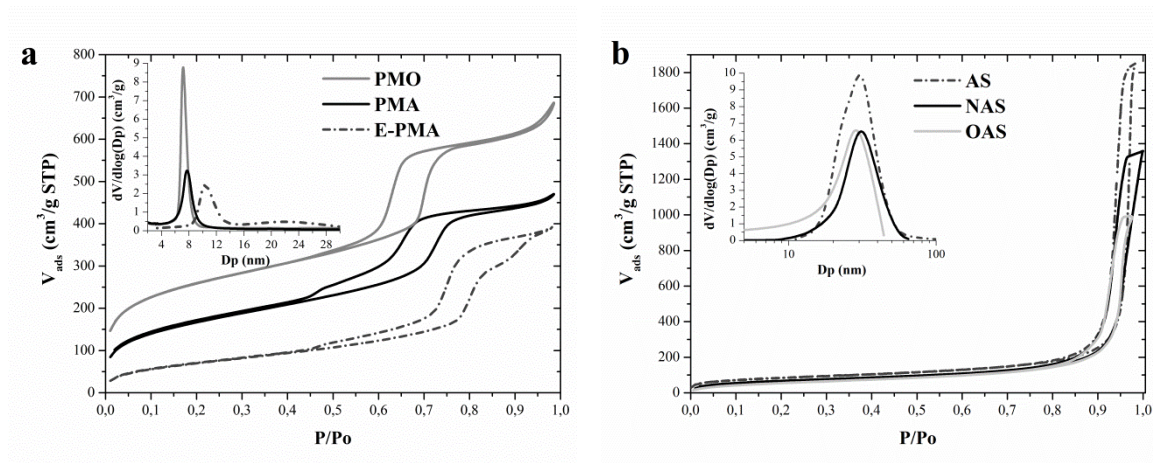 a
V_ads (cm³/g STP)
800
700
600
500
400
300
200
100
0
0,0 0,1 0,2 0,3 0,4 0,5 0,6 0,7 0,8 0,9 1,0
P/Po
dV/dlog(Dp) (cm³/g)
9
8
7
6
5
4
3
2
1
0
4 8 12 16 20 24 28
Dp (nm)
PMO
PMA
E-PMA
b
V_ads (cm³/g STP)
1800
1600
1400
1200
1000
800
600
400
200
0
0,0 0,1 0,2 0,3 0,4 0,5 0,6 0,7 0,8 0,9 1,0
P/Po
dV/dlog(Dp) (cm³/g)
10
9
8
7
6
5
4
3
2
1
0
10 100
Dp (nm)
AS
NAS
OAS